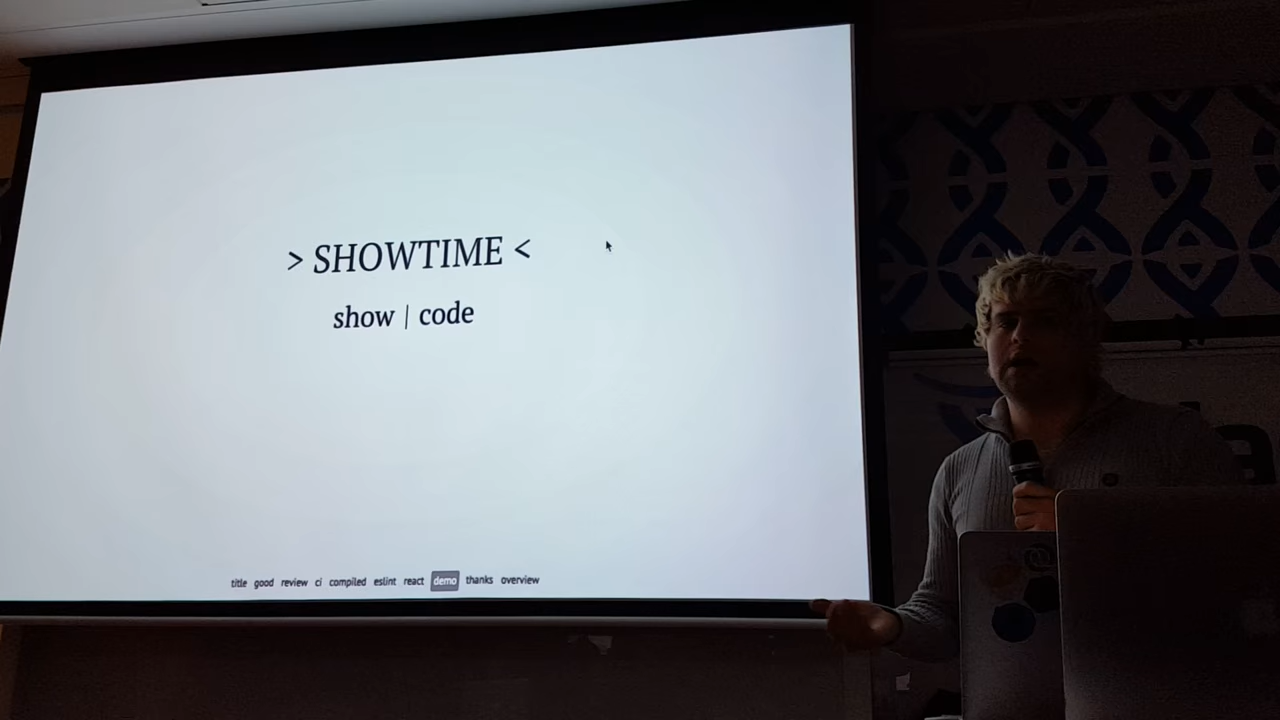 > SHOWTIME <
show | code
title good review ci compiled eslint react demo thanks overview